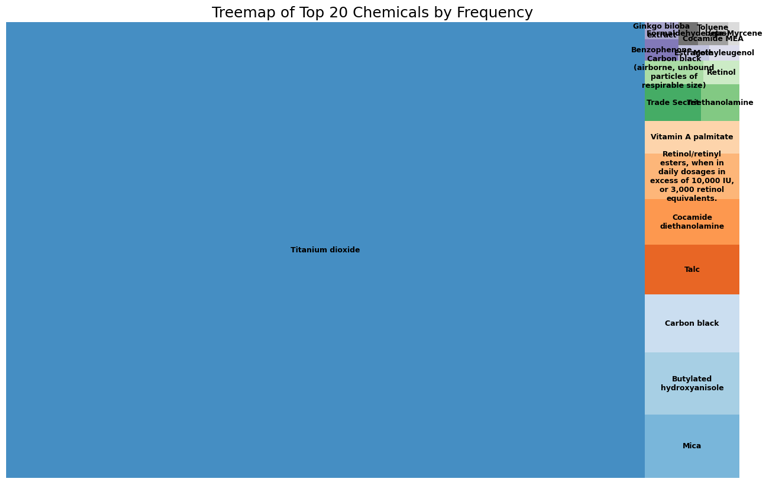 Treemap of Top 20 Chemicals by Frequency
Ginkgo biloba
extract
Toluene
Cocamide MEA
Benzophenone
Estragole
Methyleugenol
Carbon black
(airborne, unbound
particles of
respirable size)
Retinol
Trade Secret
Triethanolamine
Vitamin A palmitate
Retinol/retinyl
esters, when in
daily dosages in
excess of 10,000 IU,
or 3,000 retinol
equivalents.
Cocamide
diethanolamine
Titanium dioxide
Talc
Carbon black
Butylated
hydroxyanisole
Mica